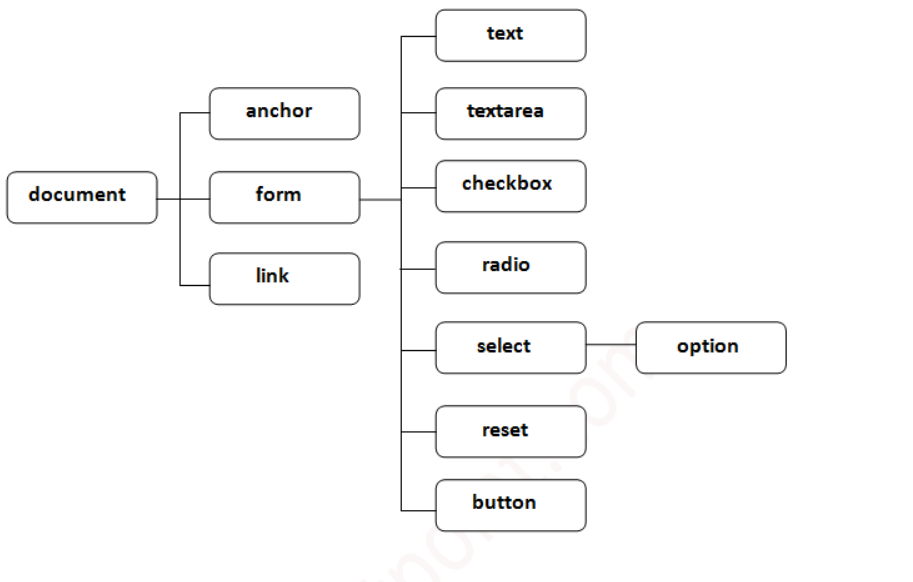 text
anchor
textarea
checkbox
document
form
radio
link
select
option
reset
button